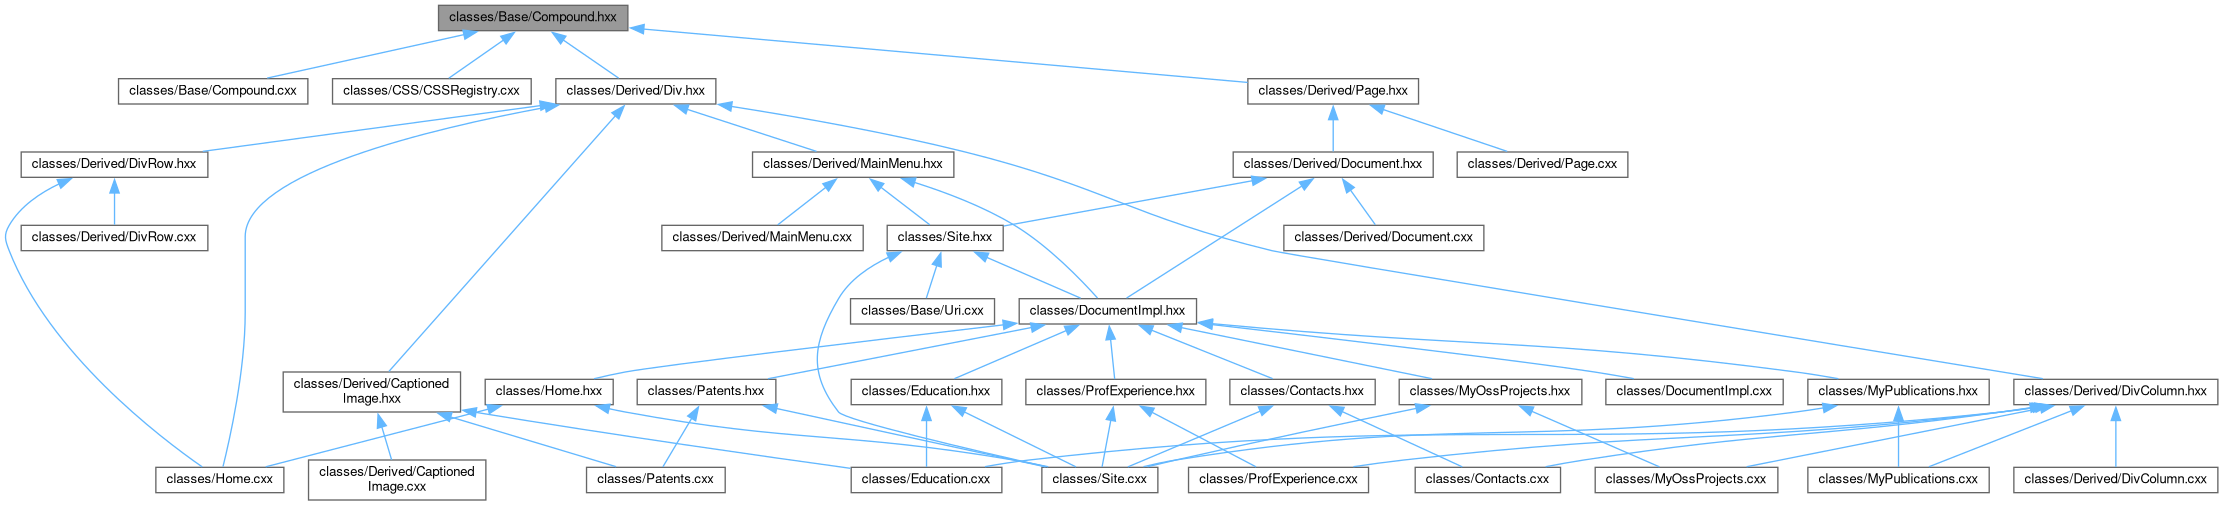 classes/Base/Compound.hxx
classes/Base/Compound.cxx
classes/CSS/CSSRegistry.cxx
classes/Derived/Div.hxx
classes/Derived/Page.hxx
classes/Derived/DivRow.hxx
classes/Derived/MainMenu.hxx
classes/Derived/Document.hxx
classes/Derived/Page.cxx
classes/Derived/DivRow.cxx
classes/Derived/MainMenu.cxx
classes/Site.hxx
classes/Derived/Document.cxx
classes/Base/Uri.cxx
classes/DocumentImpl.hxx
classes/Derived/Captioned
Image.hxx
classes/Home.hxx
classes/Patents.hxx
classes/Education.hxx
classes/ProfExperience.hxx
classes/Contacts.hxx
classes/MyOssProjects.hxx
classes/DocumentImpl.cxx
classes/MyPublications.hxx
classes/Derived/DivColumn.hxx
classes/Home.cxx
classes/Derived/Captioned
Image.cxx
classes/Patents.cxx
classes/Education.cxx
classes/Site.cxx
classes/ProfExperience.cxx
classes/Contacts.cxx
classes/MyOssProjects.cxx
classes/MyPublications.cxx
classes/Derived/DivColumn.cxx